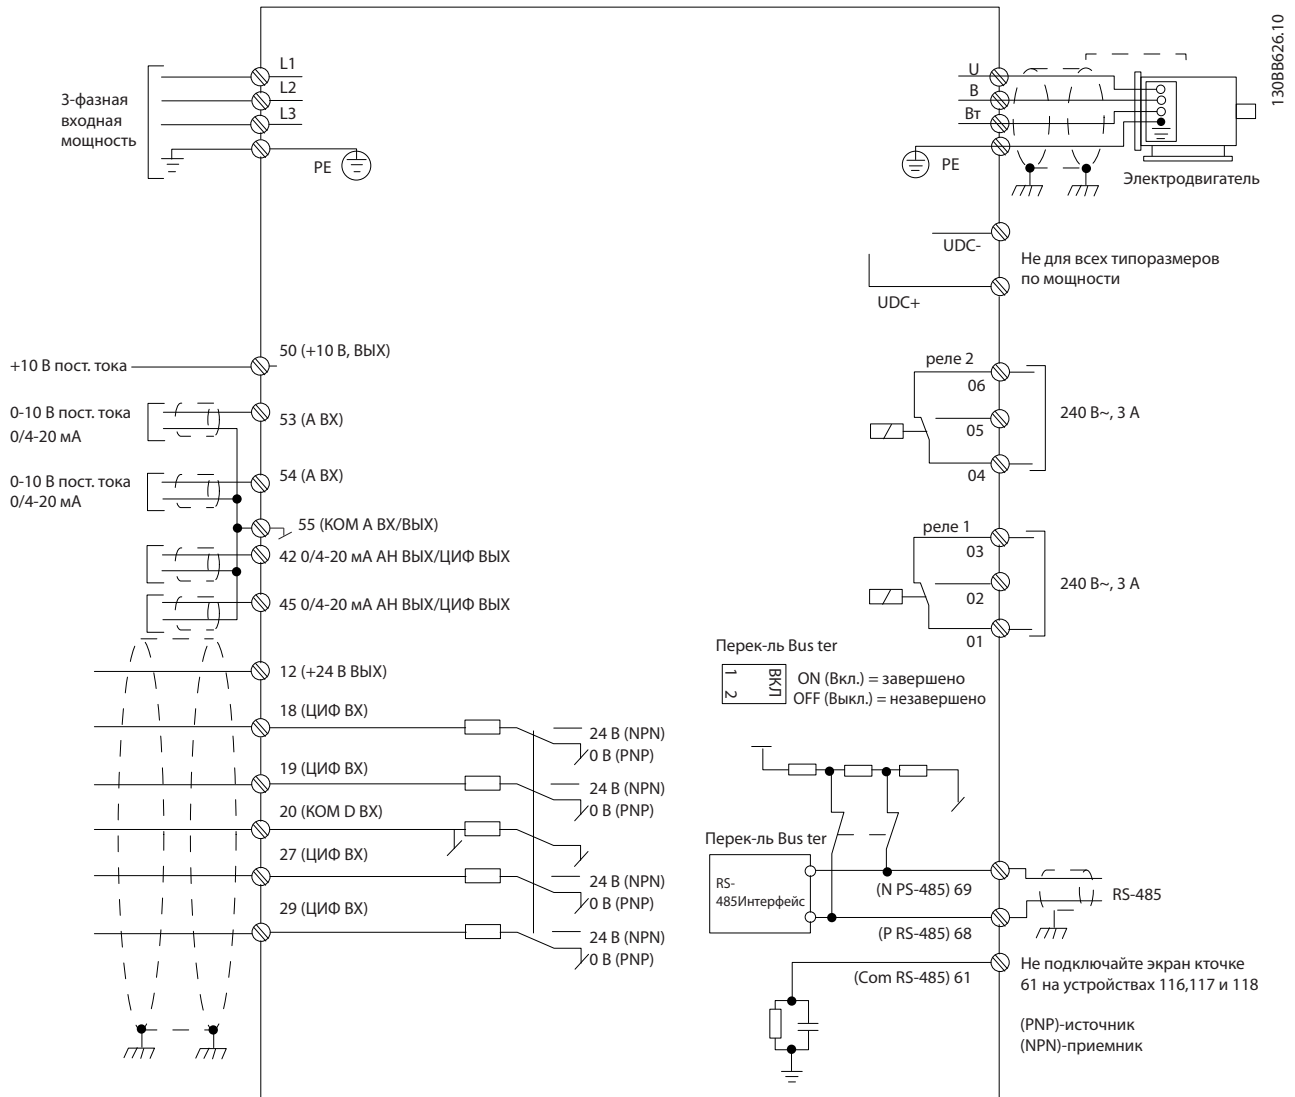 130BB626.10
3-фазная
входная
мощность
L1
L2
L3
PE
U
В
Вт
PE
Электродвигатель
UDC-
UDC+
Не для всех типоразмеров
по мощности
+10 В пост. тока
50 (+10 В, ВЫХ)
0-10 В пост. тока
0/4-20 мА
53 (А ВХ)
0-10 В пост. тока
0/4-20 мА
54 (А ВХ)
55 (КОМ А ВХ/ВЫХ)
42 0/4-20 мА АН ВЫХ/ЦИФ ВЫХ
45 0/4-20 мА АН ВЫХ/ЦИФ ВЫХ
реле 2
06
05
04
240 В~, 3 А
реле 1
03
02
01
240 В~, 3 А
12 (+24 В ВЫХ)
18 (ЦИФ ВХ)
24 В (NPN)
0 В (PNP)
19 (ЦИФ ВХ)
24 В (NPN)
0 В (PNP)
20 (КОМ D ВХ)
27 (ЦИФ ВХ)
24 В (NPN)
0 В (PNP)
29 (ЦИФ ВХ)
24 В (NPN)
0 В (PNP)
Перек-ль Bus ter
1 2
ВКЛ
ON (Вкл.) = завершено
OFF (Выкл.) = незавершено
Перек-ль Bus ter
RS-
485Интерфейс
(N PS-485) 69
(P RS-485) 68
RS-485
(Com RS-485) 61
Не подключайте экран кточке
61 на устройствах 116,117 и 118
(PNP)-источник
(NPN)-приемник